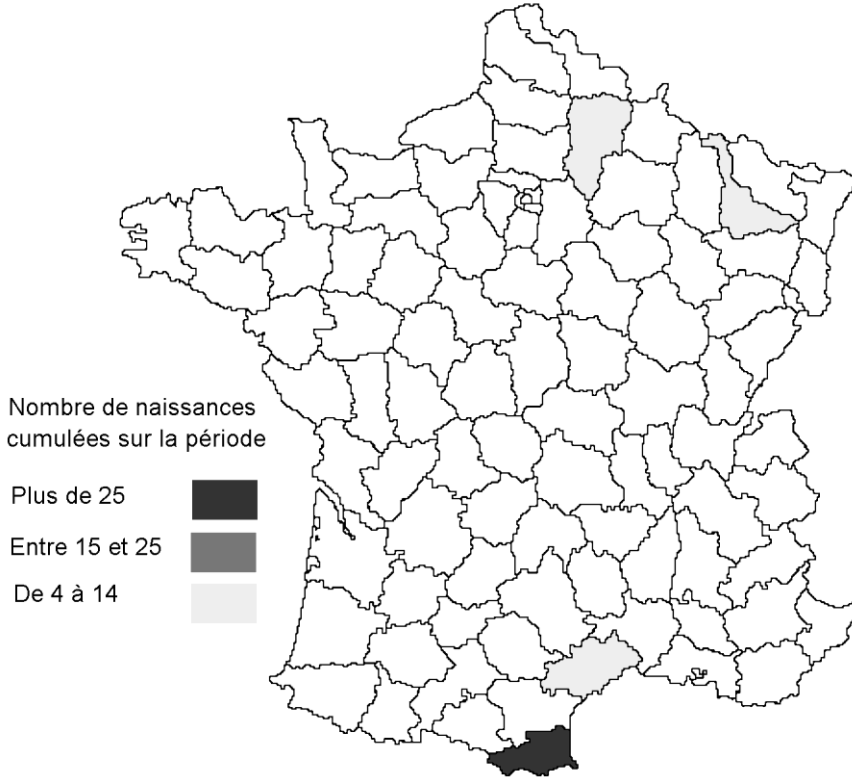 Nombre de naissances
cumulées sur la période
Plus de 25
Entre 15 et 25
De 4 à 14